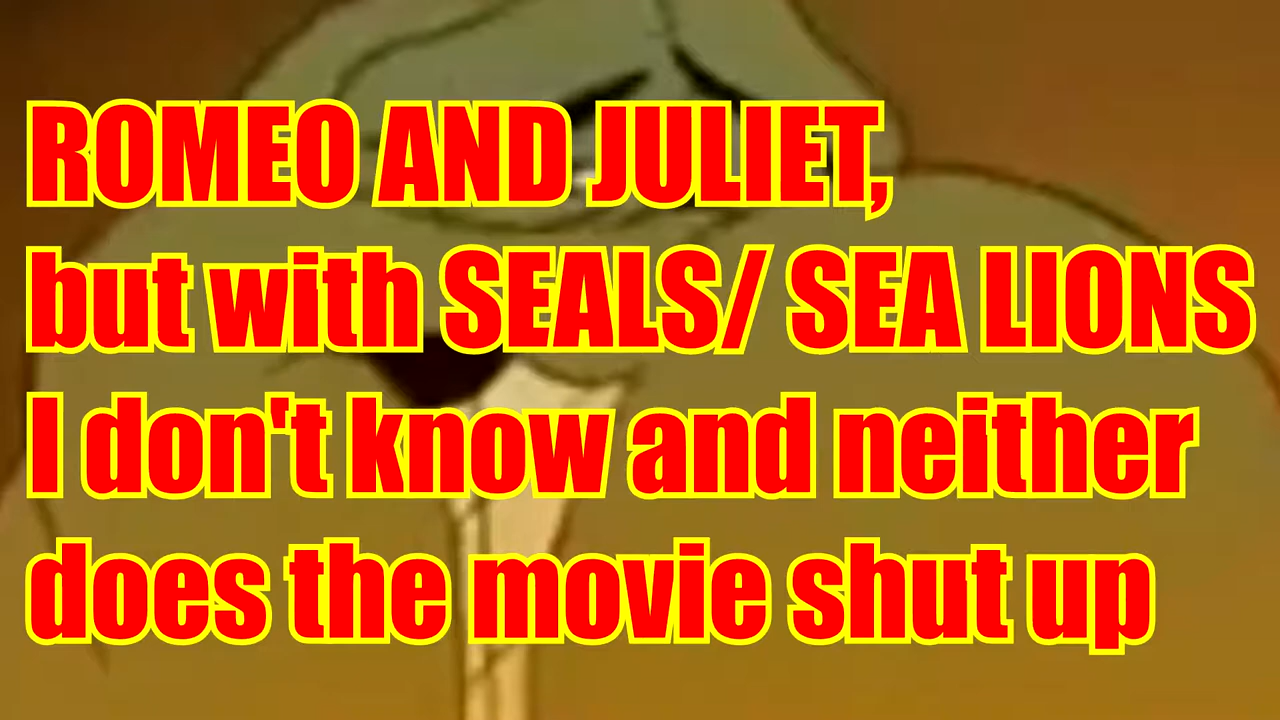 ROMEO AND JULIET,
but with SEALS/ SEA LIONS
I don't know and neither
does the movie shut up